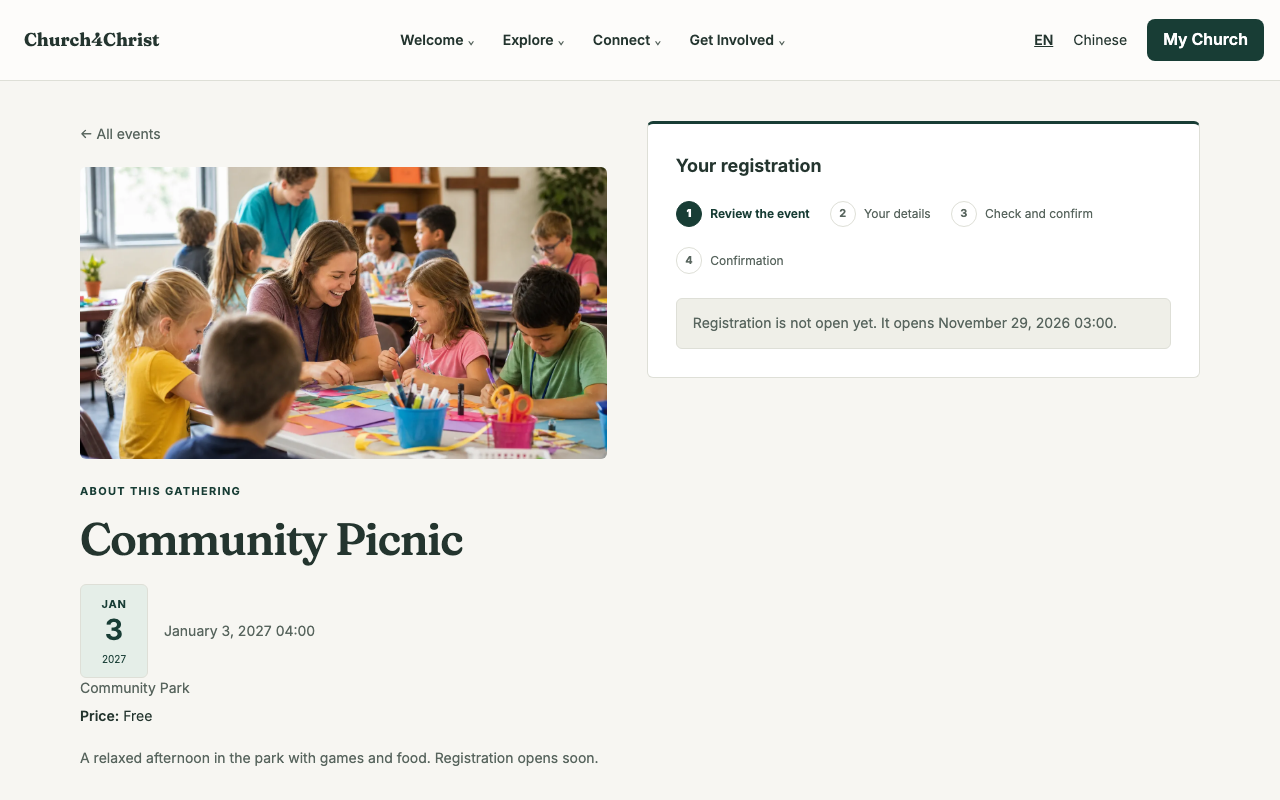 Church4Christ
Welcome
Explore
Connect
Get Involved
EN
Chinese
My Church
← All events
ABOUT THIS GATHERING
Community Picnic
JAN
3
2027
January 3, 2027 04:00
Community Park
Price: Free
A relaxed afternoon in the park with games and food. Registration opens soon.
Your registration
1 Review the event
2 Your details
3 Check and confirm
4 Confirmation
Registration is not open yet. It opens November 29, 2026 03:00.